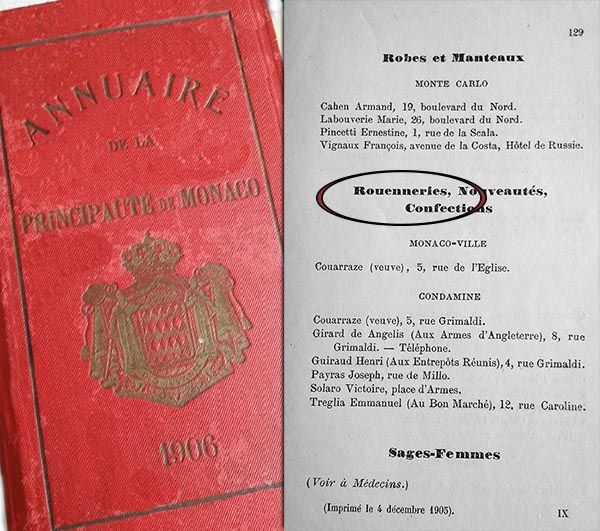 ANNUAIRE
DE LA
PRINCIPAUTÉ DE MONACO
1906
129
Robes et Manteaux
MONTE CARLO
Cahen Armand, 19, boulevard du Nord.
Labouverie Marie, 26, boulevard du Nord.
Pincetti Ernestine, 1, rue de la Scala.
Vignaux François, avenue de la Costa, Hôtel de Russie.
Rouenneries, Nouveautés,
Confections
MONACO-VILLE
Couarraze (veuve), 5, rue de l'Eglise.
CONDAMINE
Couarraze (veuve), 5, rue Grimaldi.
Girard de Angelis (Aux Armes d'Angleterre), 8, rue
Grimaldi. — Téléphone.
Guiraud Henri (Aux Entrepôts Réunis), 4, rue Grimaldi.
Payras Joseph, rue de Millo.
Solaro Victoire, place d'Armes.
Treglia Emmanuel (Au Bon Marché), 12, rue Caroline.
Sages-Femmes
(Voir à Médecins.)
(Imprimé le 4 décembre 1905)
IX